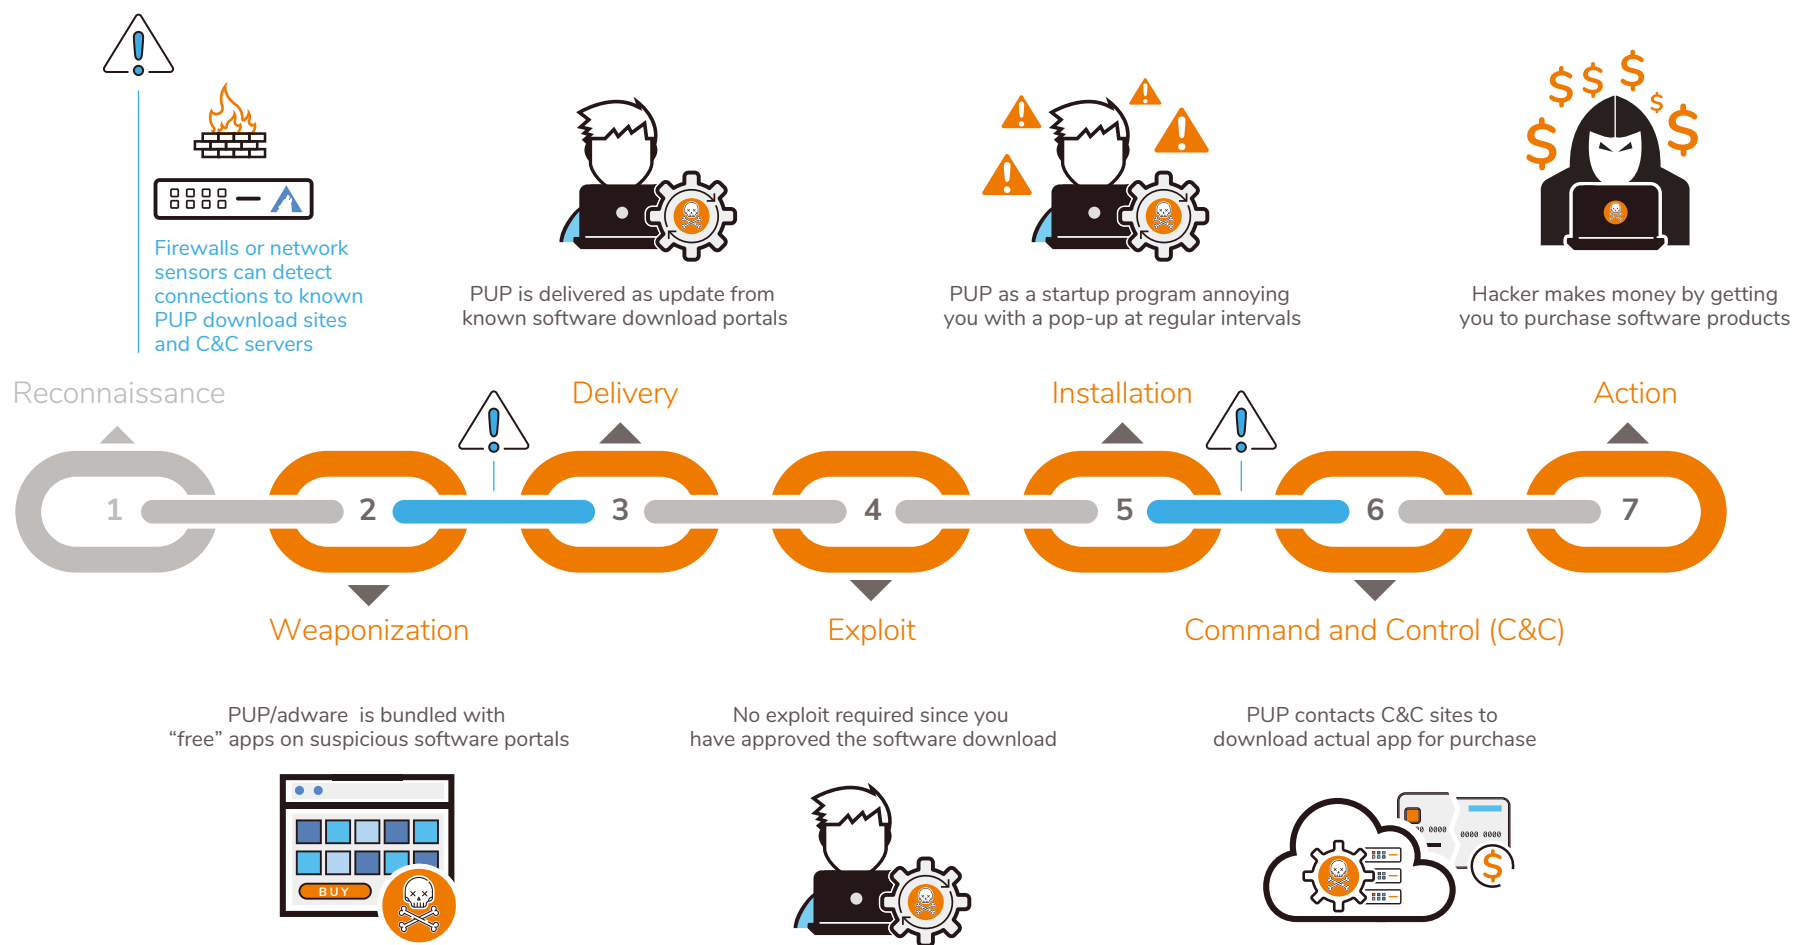 Firewalls or network
sensors can detect
connections to known
PUP download sites
and C&C servers
PUP is delivered as update from
known software download portals
PUP as a startup program annoying
you with a pop-up at regular intervals
Hacker makes money by getting
you to purchase software products
$ $ $ $ $ $
Reconnaissance
Delivery
Installation
Action
1 2 3 4 5 6 7
Weaponization
Exploit
Command and Control (C&C)
PUP/adware is bundled with
“free” apps on suspicious software portals
No exploit required since you
have approved the software download
PUP contacts C&C sites to
download actual app for purchase
BUY
0000
0000 0000
$